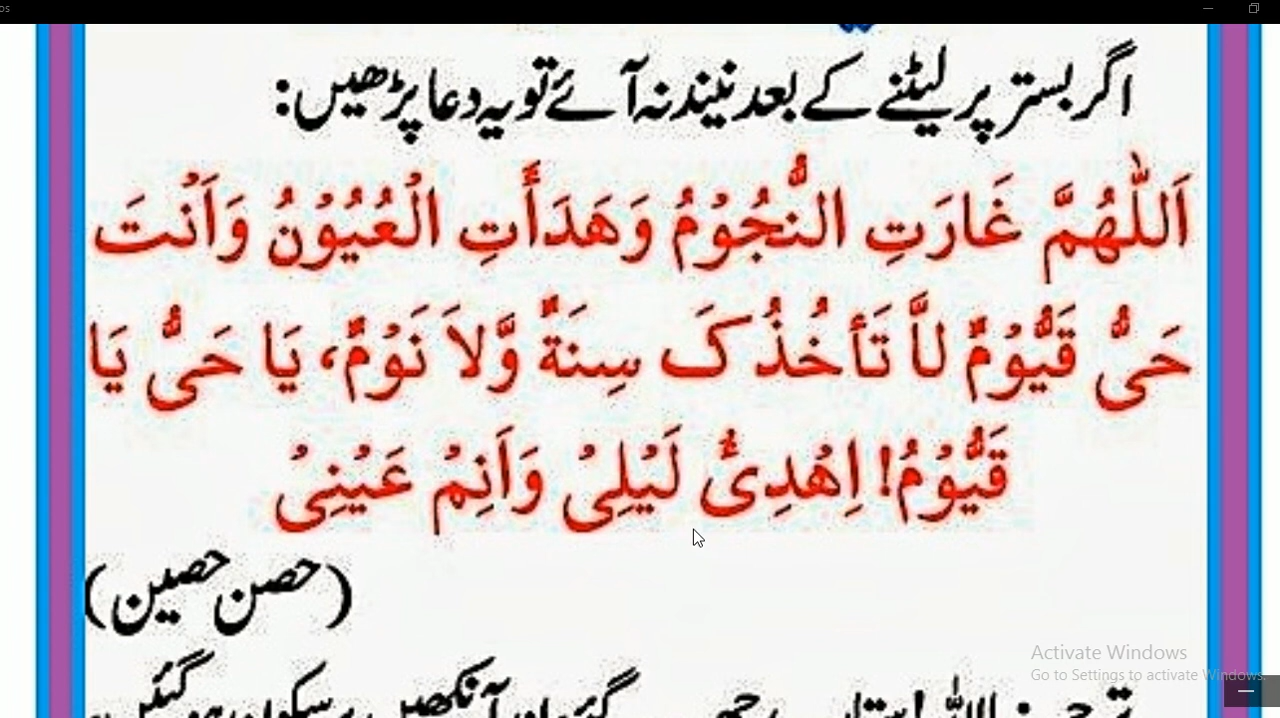 os
اگر بستر پر لیٹنے کے بعد نیند نہ آئے تو یہ دعا پڑھیں:
اَللّٰهُمَّ غَارَتِ النُّجُوْمُ وَهَدَأَتِ الْعُيُوْنُ وَاَنْتَ
حَیٌّ قَيُّوْمٌ لَّا تَأْخُذُکَ سِنَةٌ وَّلَا نَوْمٌ، يَا حَیُّ يَا
قَيُّوْمُ! اِهْدِئْ لَيْلِیْ وَاَنِمْ عَيْنِیْ
(حصن حصین)
Activate Windows
Go to Settings to activate Windows.